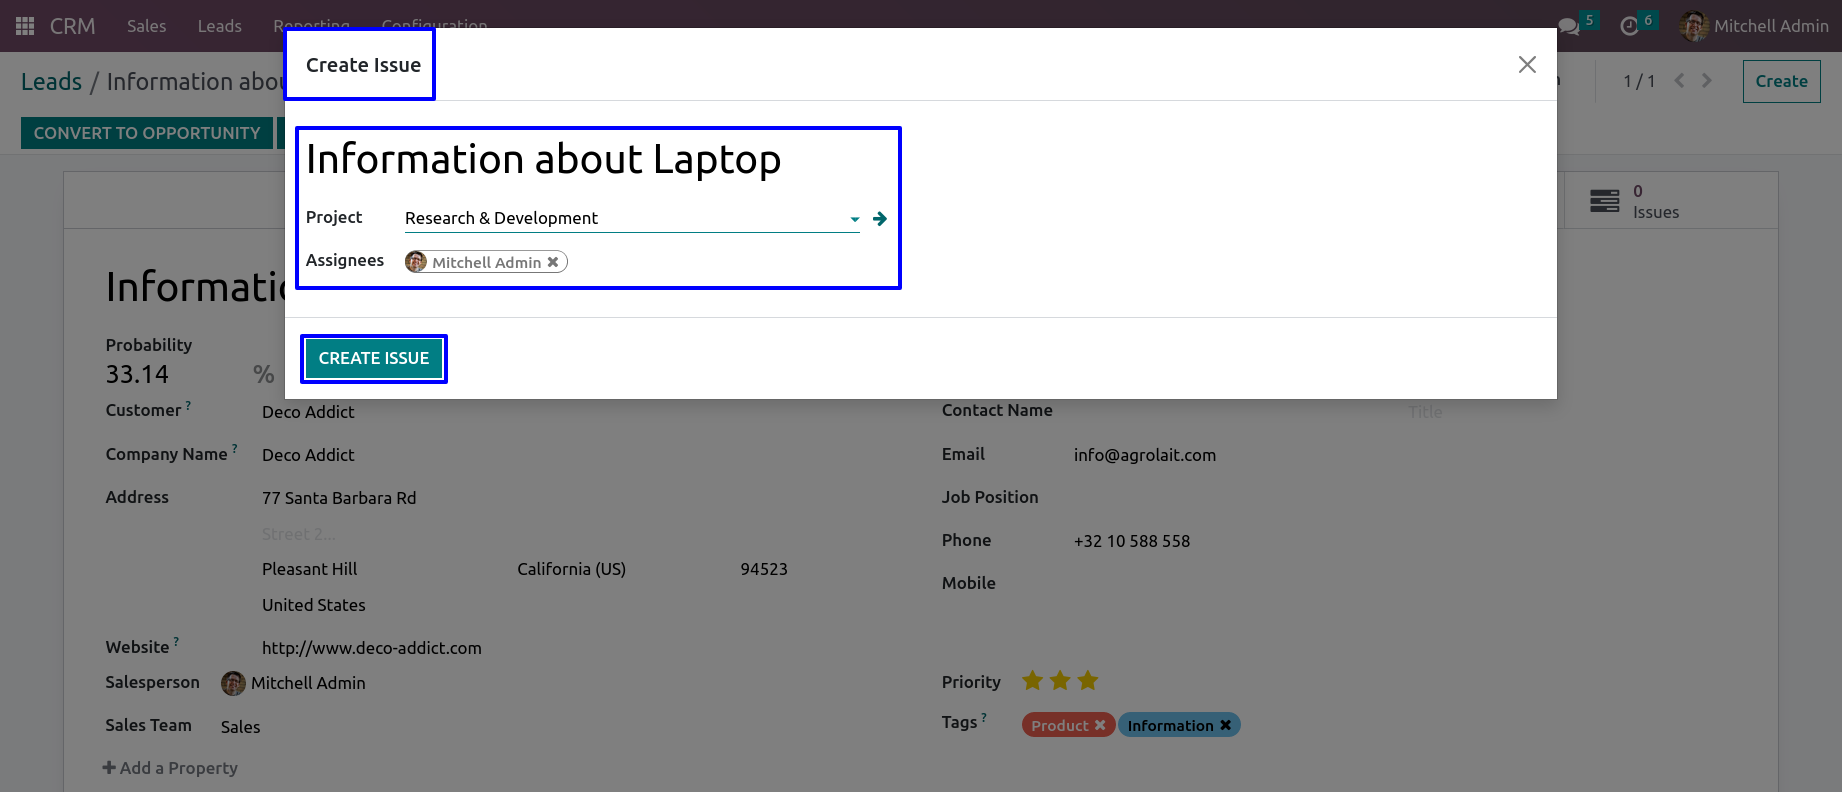 CRM Sales Leads Reporting Configuration 5 6 Mitchell Admin
Create Issue
Leads / Information abou 1 / 1 Create
CONVERT TO OPPORTUNITY
Information about Laptop
Project Research & Development
Assignees Mitchell Admin
0
Issues
CREATE ISSUE
Informatio
Probability
33.14 %
Customer ? Deco Addict Contact Name Title
Company Name ? Deco Addict Email info@agrolait.com
Address 77 Santa Barbara Rd Job Position
Street 2...
Phone +32 10 588 558
Pleasant Hill California (US) 94523
Mobile
United States
Website ? http://www.deco-addict.com
Salesperson Mitchell Admin Priority
Sales Team Sales Tags ? Product Information
Add a Property